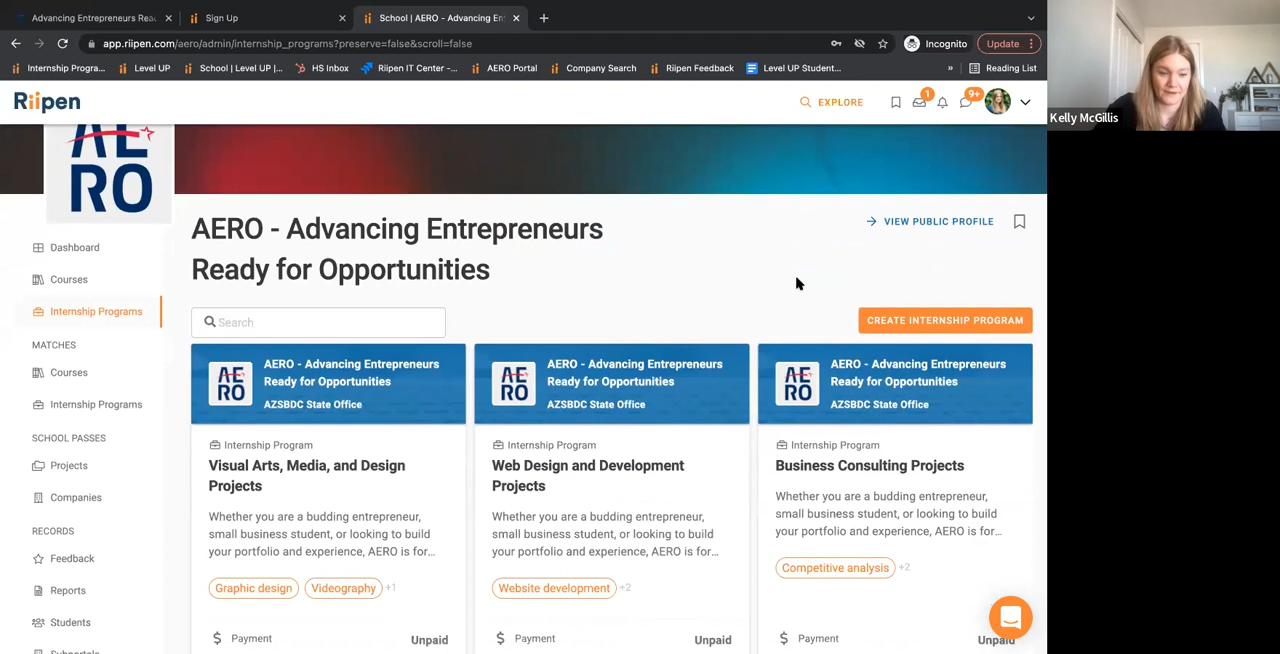 Advancing Entrepreneurs Rea
Sign Up
School | AERO - Advancing En
app.riipen.com/aero/admin/internship_programs?preserve=false&scroll=false
Incognito
Update
Internship Progra...
Level UP
School | Level UP |...
HS Inbox
Riipen IT Center -...
AERO Portal
Company Search
Riipen Feedback
Level UP Student...
»
Reading List
Riipen
EXPLORE
1
9+
Kelly McGillis
AE
RO
AERO - Advancing Entrepreneurs
Ready for Opportunities
VIEW PUBLIC PROFILE
Search
CREATE INTERNSHIP PROGRAM
Dashboard
Courses
Internship Programs
MATCHES
Courses
Internship Programs
SCHOOL PASSES
Projects
Companies
RECORDS
Feedback
Reports
Students
AE
RO
AERO - Advancing Entrepreneurs
Ready for Opportunities
AZSBDC State Office
Internship Program
Visual Arts, Media, and Design
Projects
Whether you are a budding entrepreneur,
small business student, or looking to build
your portfolio and experience, AERO is for...
Graphic design
Videography
+1
$ Payment
Unpaid
AE
RO
AERO - Advancing Entrepreneurs
Ready for Opportunities
AZSBDC State Office
Internship Program
Web Design and Development
Projects
Whether you are a budding entrepreneur,
small business student, or looking to build
your portfolio and experience, AERO is for...
Website development
+2
$ Payment
Unpaid
AE
RO
AERO - Advancing Entrepreneurs
Ready for Opportunities
AZSBDC State Office
Internship Program
Business Consulting Projects
Whether you are a budding entrepreneur,
small business student, or looking to build
your portfolio and experience, AERO is for...
Competitive analysis
+2
$ Payment
Unpaid